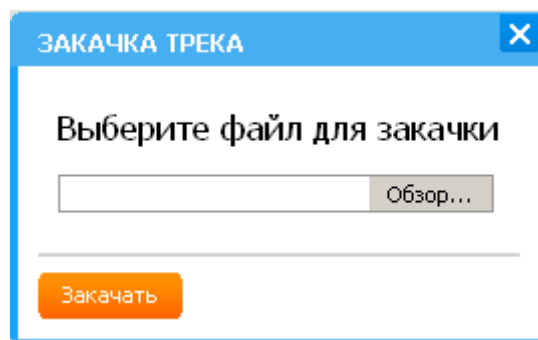 ЗАКАЧКА ТРЕКА
Выберите файл для закачки
Обзор...
Закачать